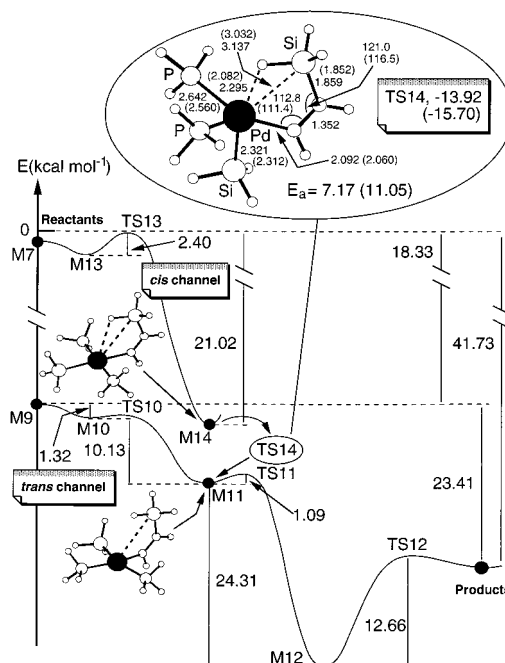 (3.032)
3.137
Si
121.0
(116.5)
P
(2.082)
2.295
(1.852)
1.859
TS14, -13.92
(-15.70)
2.642
(2.560)
112.8
(111.4)
P
Pd
1.352
2.321
(2.312)
2.092 (2.060)
Si
Ea = 7.17 (11.05)
E(kcal mol-1)
Reactants
TS13
0
M7
M13
2.40
18.33
cis channel
21.02
41.73
M9
TS10
M10
M14
1.32
10.13
TS14
TS11
trans channel
M11
23.41
1.09
TS12
24.31
Products
12.66
M12